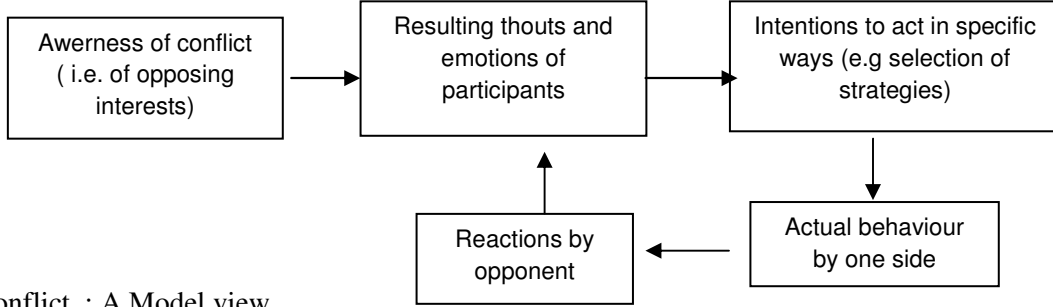 Awerness of conflict
( i.e. of opposing
interests)
Resulting thouts and
emotions of
participants
Intentions to act in specific
ways (e.g selection of
strategies)
Reactions by
opponent
Actual behaviour
by one side
onflict : A Model view